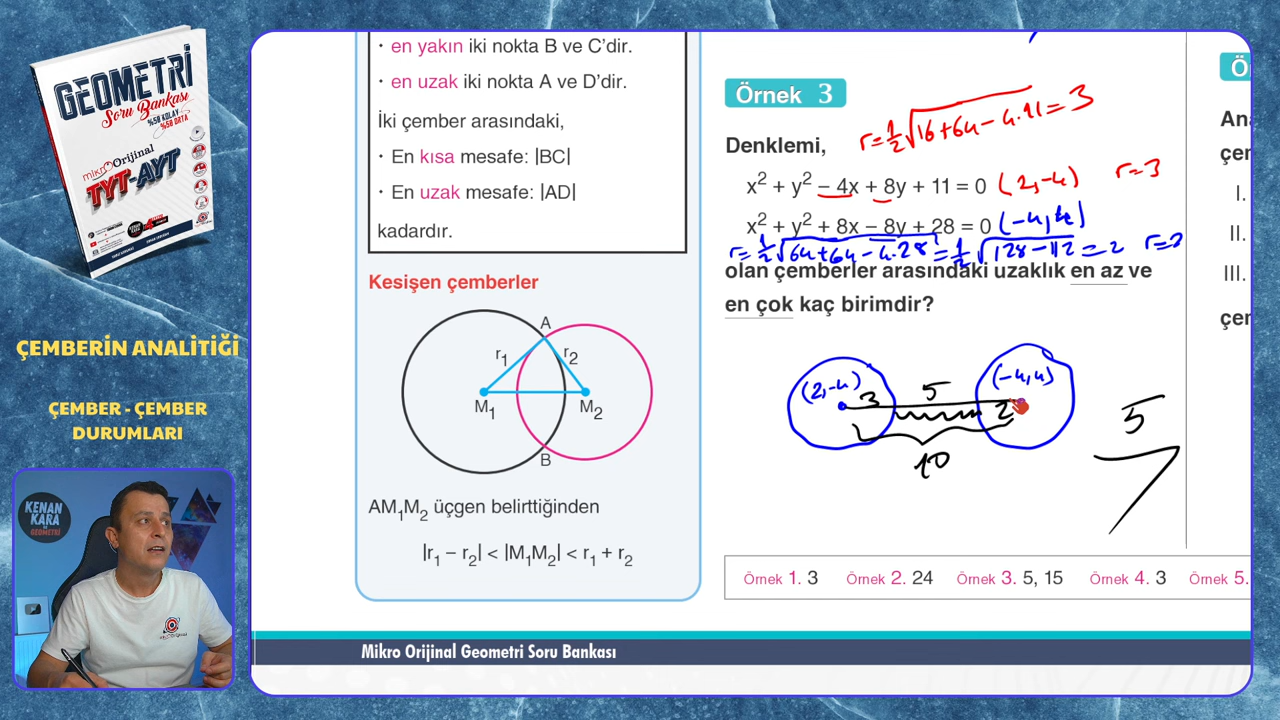 GEOMETRİ
Soru Bankası
%50 KOLAY
%50 ORTA
mikro Orijinal
TYT-AYT
ÇEMBERİN ANALİTİĞİ
ÇEMBER - ÇEMBER
DURUMLARI
KENAN
KARA
GEOMETRİ
· en yakın iki nokta B ve C'dir.
· en uzak iki nokta A ve D'dir.
İki çember arasındaki,
· En kısa mesafe: |BC|
· En uzak mesafe: |AD|
kadardır.
Kesişen çemberler
A
r₁
r₂
M₁
M₂
B
AM₁M₂ üçgen belirttiğinden
|r₁ – r₂| < |M₁M₂| < r₁ + r₂
Örnek 3
r=½√16+64-4.11=3
Denklemi,
x² + y² – 4x + 8y + 11 = 0 (2,-4) r=3
x² + y² + 8x – 8y + 28 = 0 (-4,4)
r=½√64+64-4.28=½√128-112=2 r=2
olan çemberler arasındaki uzaklık en az ve
en çok kaç birimdir?
(2,-4)
3
5
(-4,4)
2
10
5
Örnek 1. 3 Örnek 2. 24 Örnek 3. 5, 15 Örnek 4. 3 Örnek 5.
Ö
I.
II.
III.
Mikro Orijinal Geometri Soru Bankası